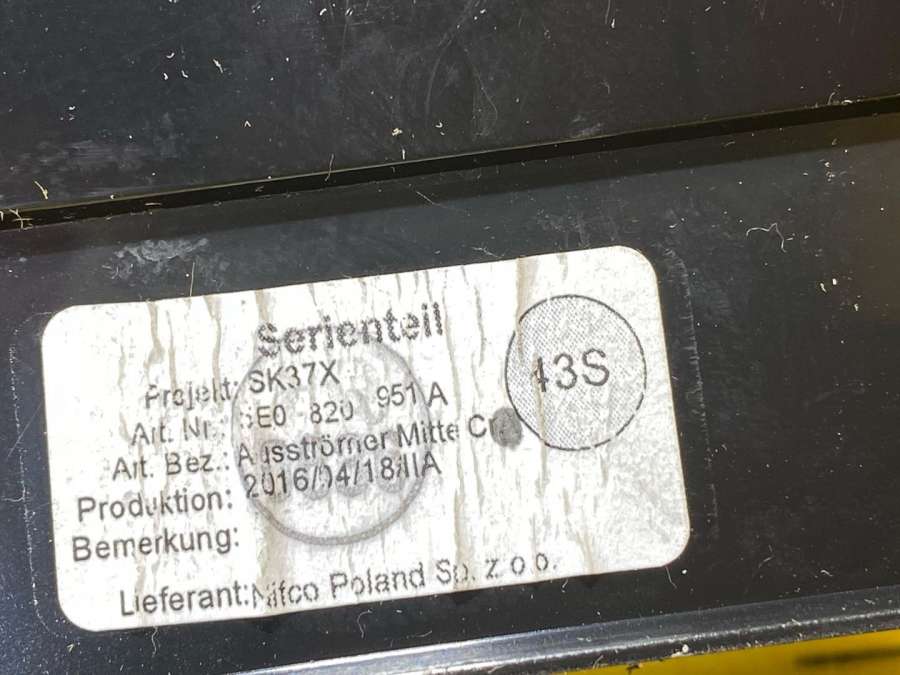 Serienteil
Projekt: SK37X
Art. Nr.: 5E0 820 951 A
Art. Bez.: Ausströmer Mitte
Produktion: 2016/04/18/IIA
Bemerkung:
Lieferant: Nifco Poland Sp. z o o.
43S